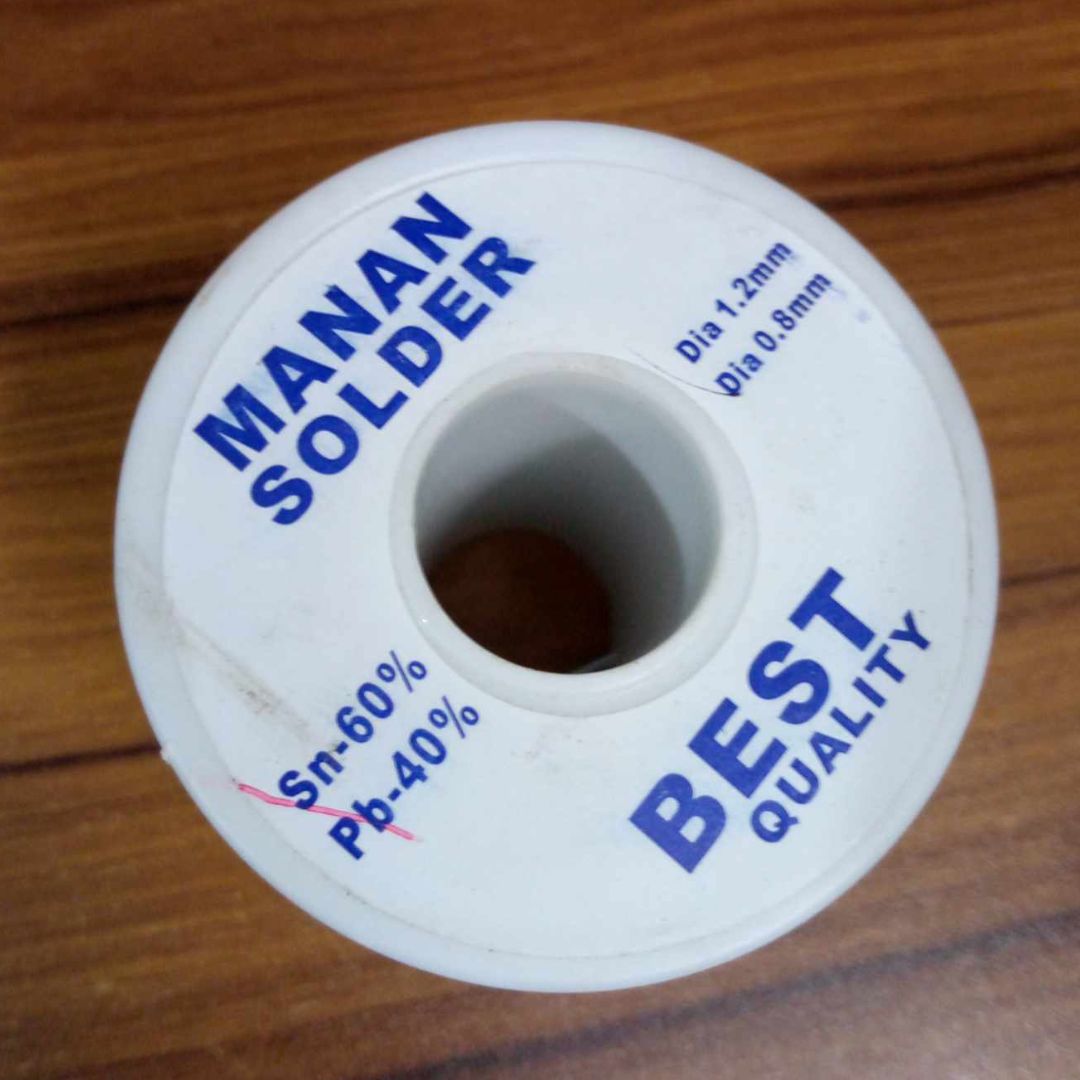 MANAN
SOLDER
Dia 1.2mm
Dia 0.8mm
Sn-60%
Pb-40%
BEST
QUALITY